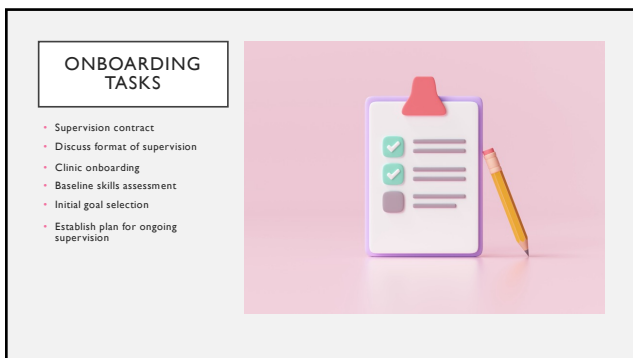 ONBOARDING
TASKS
• Supervision contract
• Discuss format of supervision
• Clinic onboarding
• Baseline skills assessment
• Initial goal selection
• Establish plan for ongoing
supervision